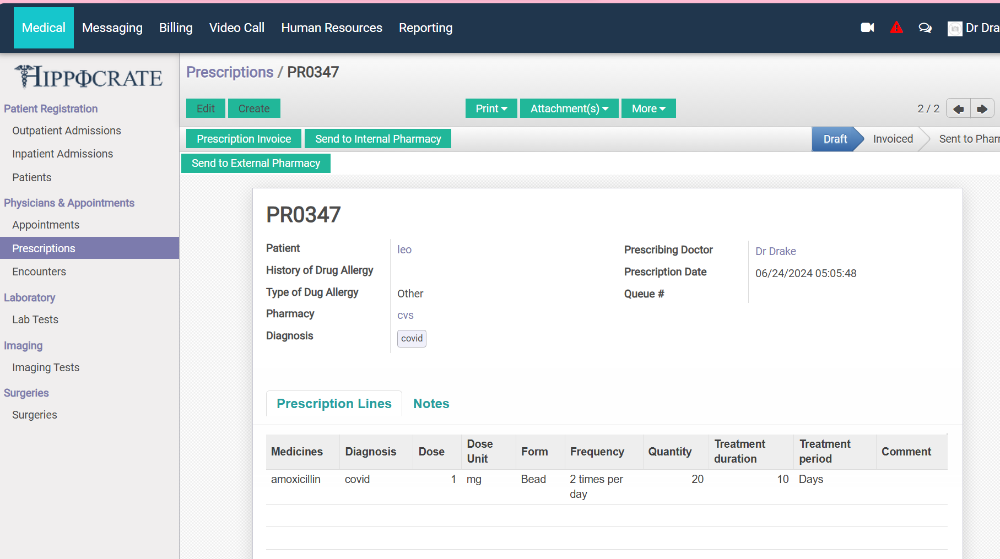 Medical Messaging Billing Video Call Human Resources Reporting Dr Dra
HIPPOCRATE
Patient Registration
Outpatient Admissions
Inpatient Admissions
Patients
Physicians & Appointments
Appointments
Prescriptions
Encounters
Laboratory
Lab Tests
Imaging
Imaging Tests
Surgeries
Surgeries
Prescriptions / PR0347
Edit Create Print Attachment(s) More 2 / 2
Prescription Invoice Send to Internal Pharmacy Draft Invoiced Sent to Phar
Send to External Pharmacy
PR0347
Patient leo
History of Drug Allergy
Type of Dug Allergy Other
Pharmacy cvs
Diagnosis covid
Prescribing Doctor Dr Drake
Prescription Date 06/24/2024 05:05:48
Queue #
Prescription Lines Notes
Medicines Diagnosis Dose Dose Unit Form Frequency Quantity Treatment duration Treatment period Comment
amoxicillin covid 1 mg Bead 2 times per day 20 10 Days